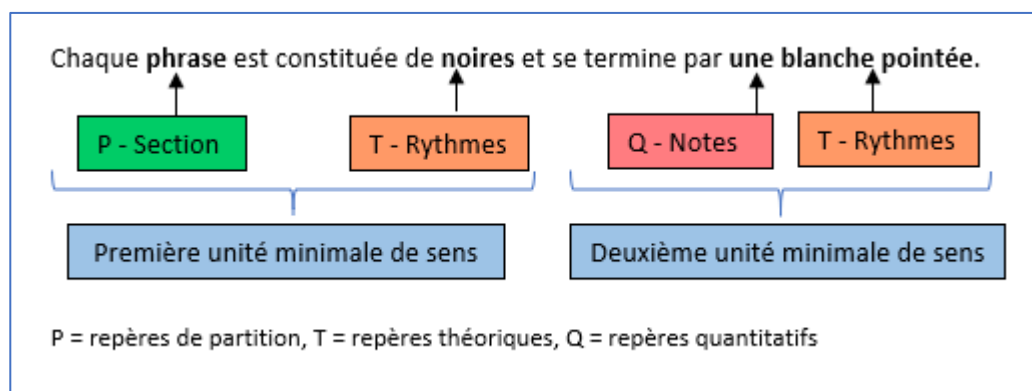 Chaque phrase est constituée de noires et se termine par une blanche pointée.
P - Section
T - Rythmes
Q - Notes
T - Rythmes
Première unité minimale de sens
Deuxième unité minimale de sens
P = repères de partition, T = repères théoriques, Q = repères quantitatifs